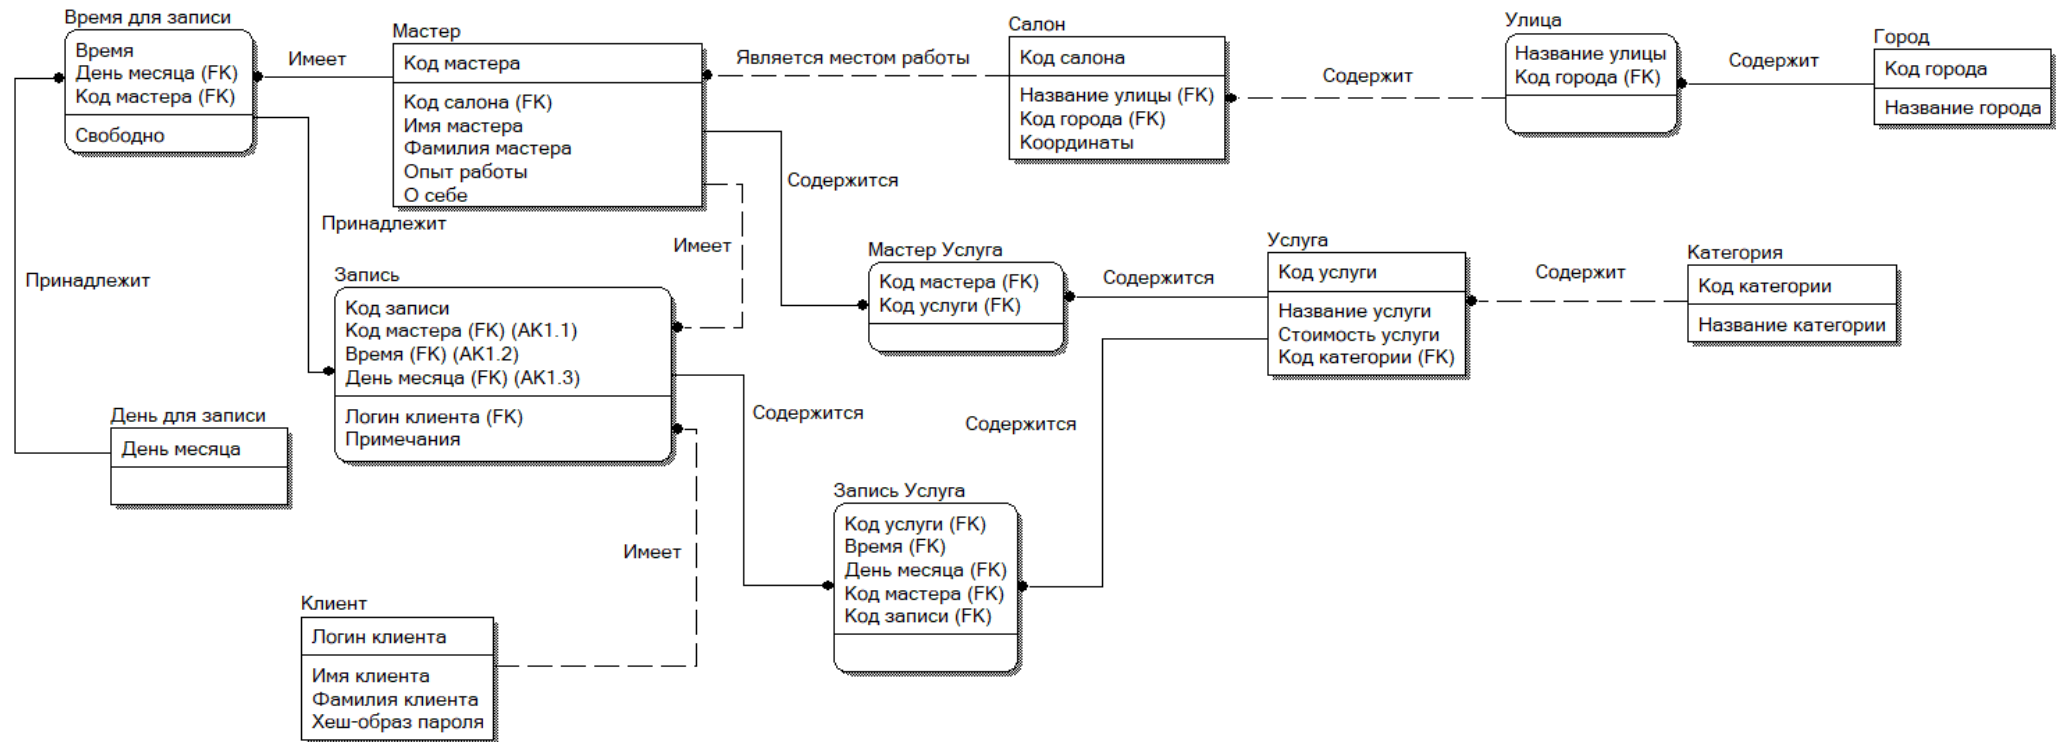 Время для записи
Время
День месяца (FK)
Код мастера (FK)
Свободно
Имеет
Мастер
Код мастера
Код салона (FK)
Имя мастера
Фамилия мастера
Опыт работы
О себе
Является местом работы
Салон
Код салона
Название улицы (FK)
Код города (FK)
Координаты
Содержит
Улица
Название улицы
Код города (FK)
Содержит
Город
Код города
Название города
Принадлежит
Принадлежит
Имеет
Содержится
Запись
Код записи
Код мастера (FK) (AK1.1)
Время (FK) (AK1.2)
День месяца (FK) (AK1.3)
Логин клиента (FK)
Примечания
Мастер Услуга
Код мастера (FK)
Код услуги (FK)
Содержится
Услуга
Код услуги
Название услуги
Стоимость услуги
Код категории (FK)
Содержит
Категория
Код категории
Название категории
День для записи
День месяца
Содержится
Содержится
Запись Услуга
Код услуги (FK)
Время (FK)
День месяца (FK)
Код мастера (FK)
Код записи (FK)
Имеет
Клиент
Логин клиента
Имя клиента
Фамилия клиента
Хеш-образ пароля